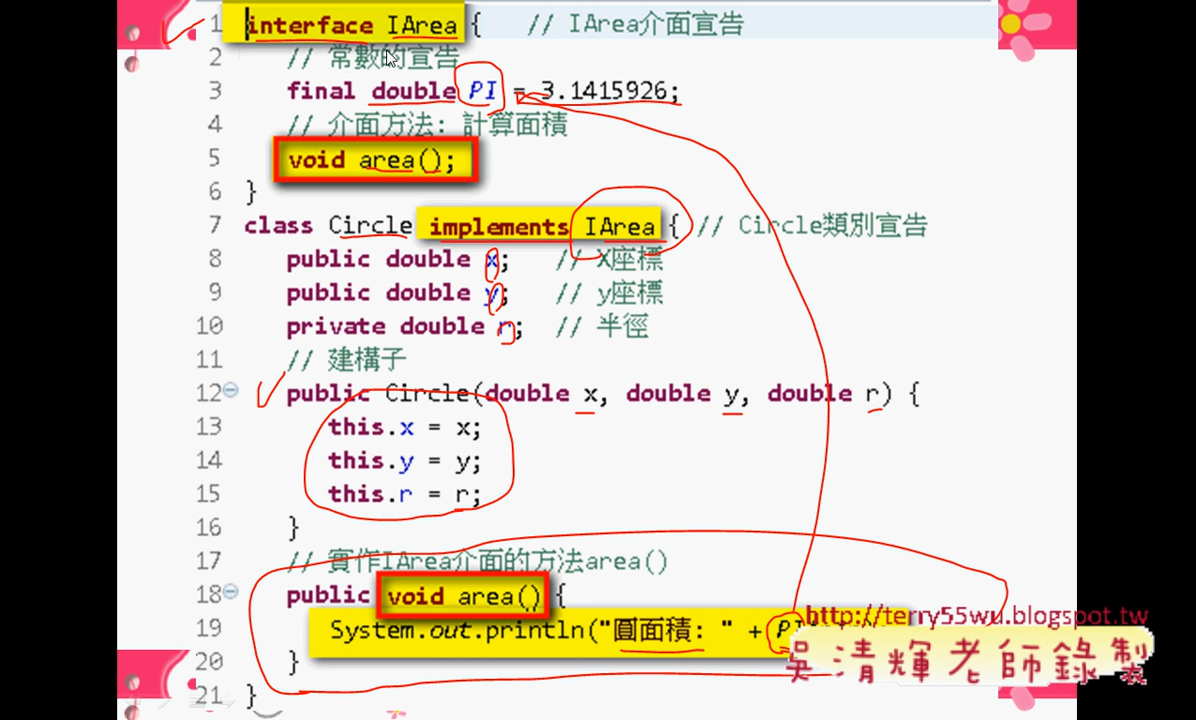 1 interface IArea { // IArea介面宣告
2 // 常數的宣告
3 final double PI = 3.1415926;
4 // 介面方法: 計算面積
5 void area();
6 }
7 class Circle implements IArea { // Circle類別宣告
8 public double x; // X座標
9 public double y; // y座標
10 private double r; // 半徑
11 // 建構子
12 public Circle(double x, double y, double r) {
13 this.x = x;
14 this.y = y;
15 this.r = r;
16 }
17 // 實作IArea介面的方法area()
18 public void area() {
19 System.out.println("圓面積: " + PI
20 }
21 }
http://terry55wu.blogspot.tw
吳清輝老師錄製